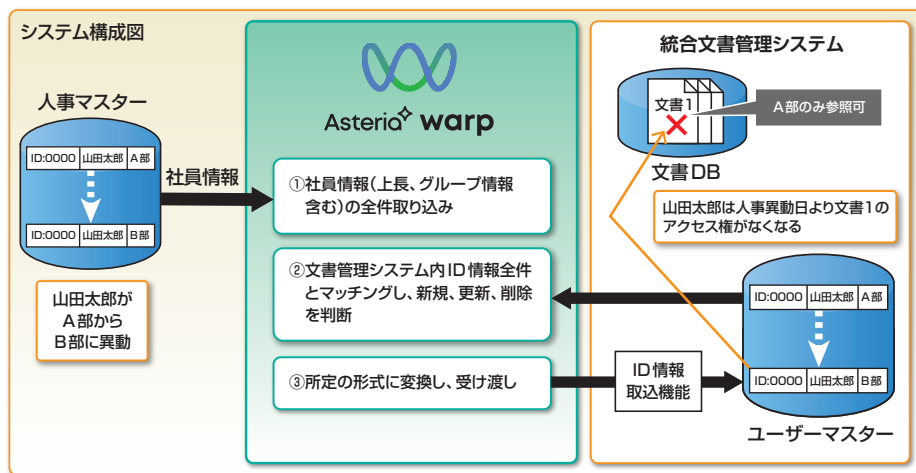 システム構成図
人事マスター
ID:0000 山田太郎 A部
ID:0000 山田太郎 B部
山田太郎が
A部から
B部に異動
社員情報
Asteria warp
①社員情報(上長、グループ情報
含む)の全件取り込み
②文書管理システム内ID情報全件
とマッチングし、新規、更新、削除
を判断
③所定の形式に変換し、受け渡し
統合文書管理システム
文書1
A部のみ参照可
文書DB
山田太郎は人事異動日より文書1の
アクセス権がなくなる
ID:0000 山田太郎 A部
ID:0000 山田太郎 B部
ID情報
取込機能
ユーザーマスター